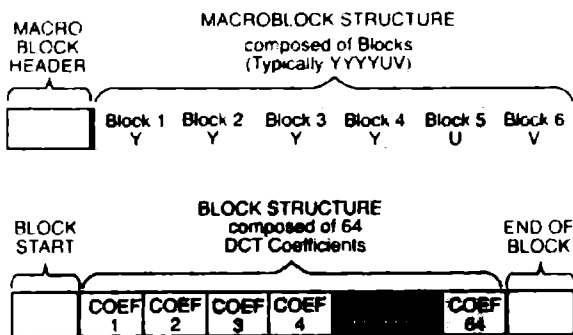 MACRO
BLOCK
HEADER
MACROBLOCK STRUCTURE
composed of Blocks
(Typically YYYYUV)
Block 1 Block 2 Block 3 Block 4 Block 5 Block 6
Y Y Y Y U V
BLOCK
START
BLOCK STRUCTURE
composed of 64
DCT Coefficients
END OF
BLOCK
COEF COEF COEF COEF COEF
1 2 3 4 64